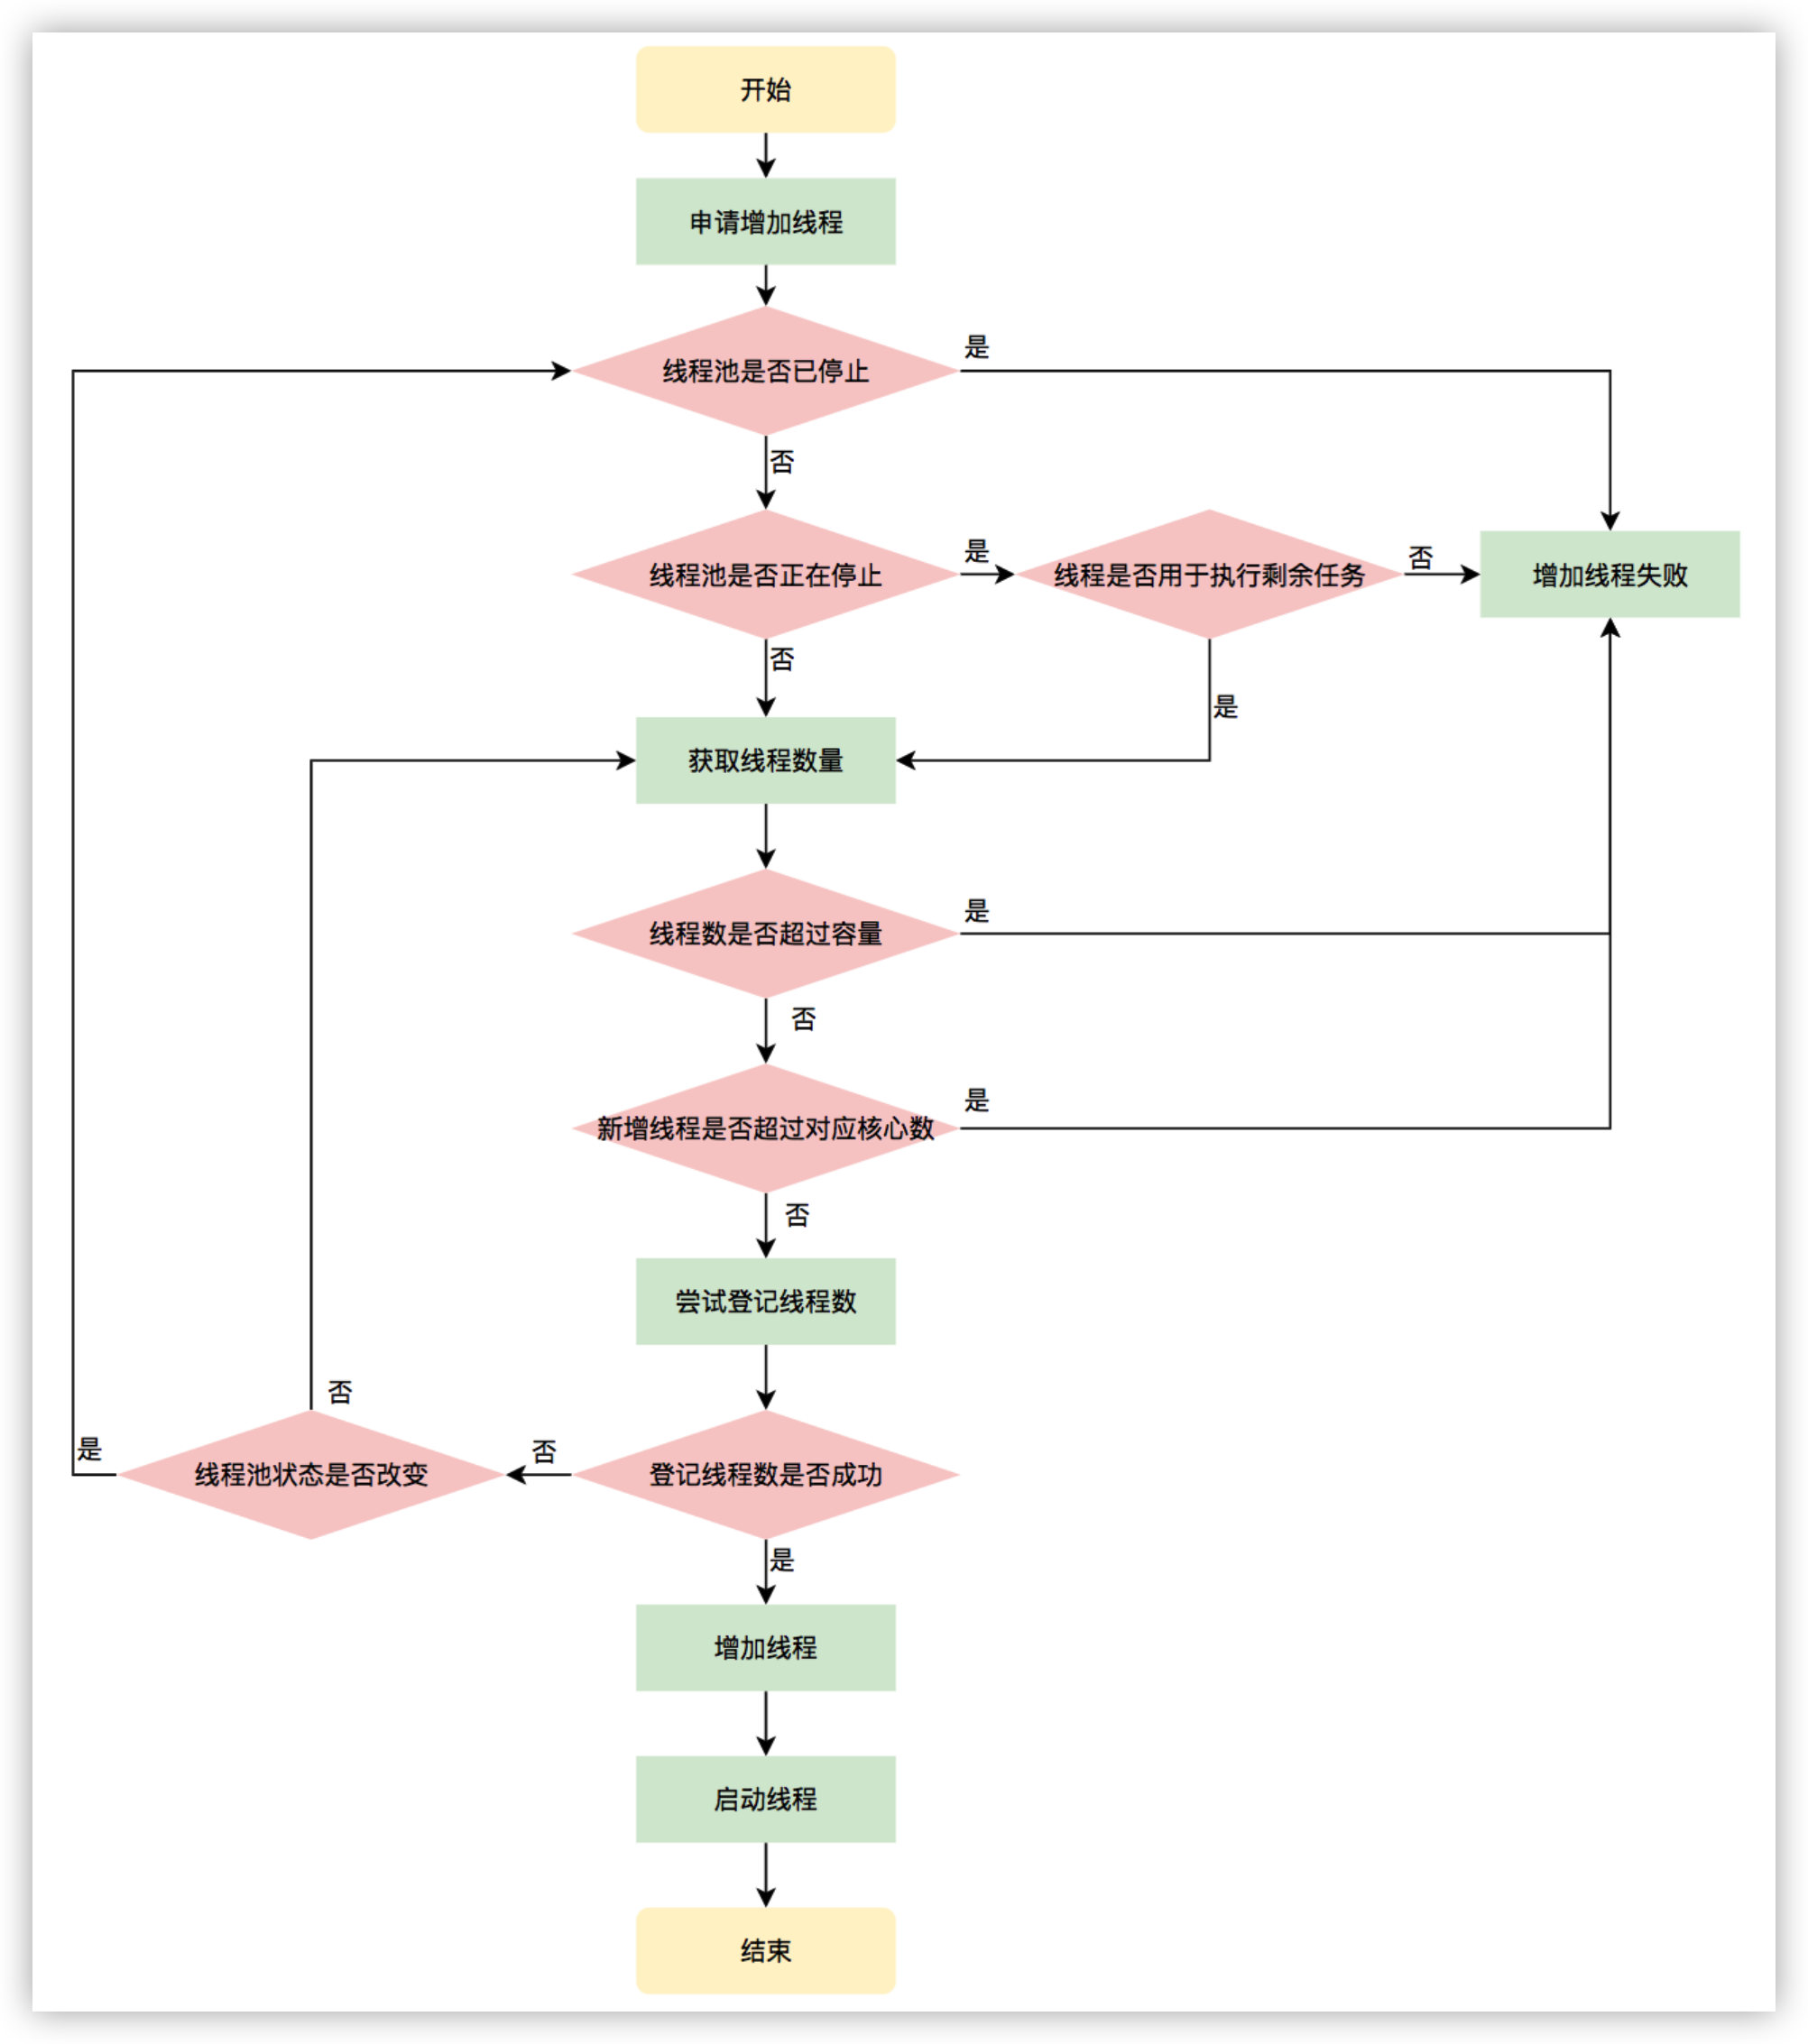 开始
申请增加线程
是
线程池是否已停止
否
是
否
线程池是否正在停止
线程是否用于执行剩余任务
增加线程失败
否
是
获取线程数量
是
线程数是否超过容量
否
是
新增线程是否超过对应核心数
否
尝试登记线程数
否
是
否
线程池状态是否改变
登记线程数是否成功
是
增加线程
启动线程
结束